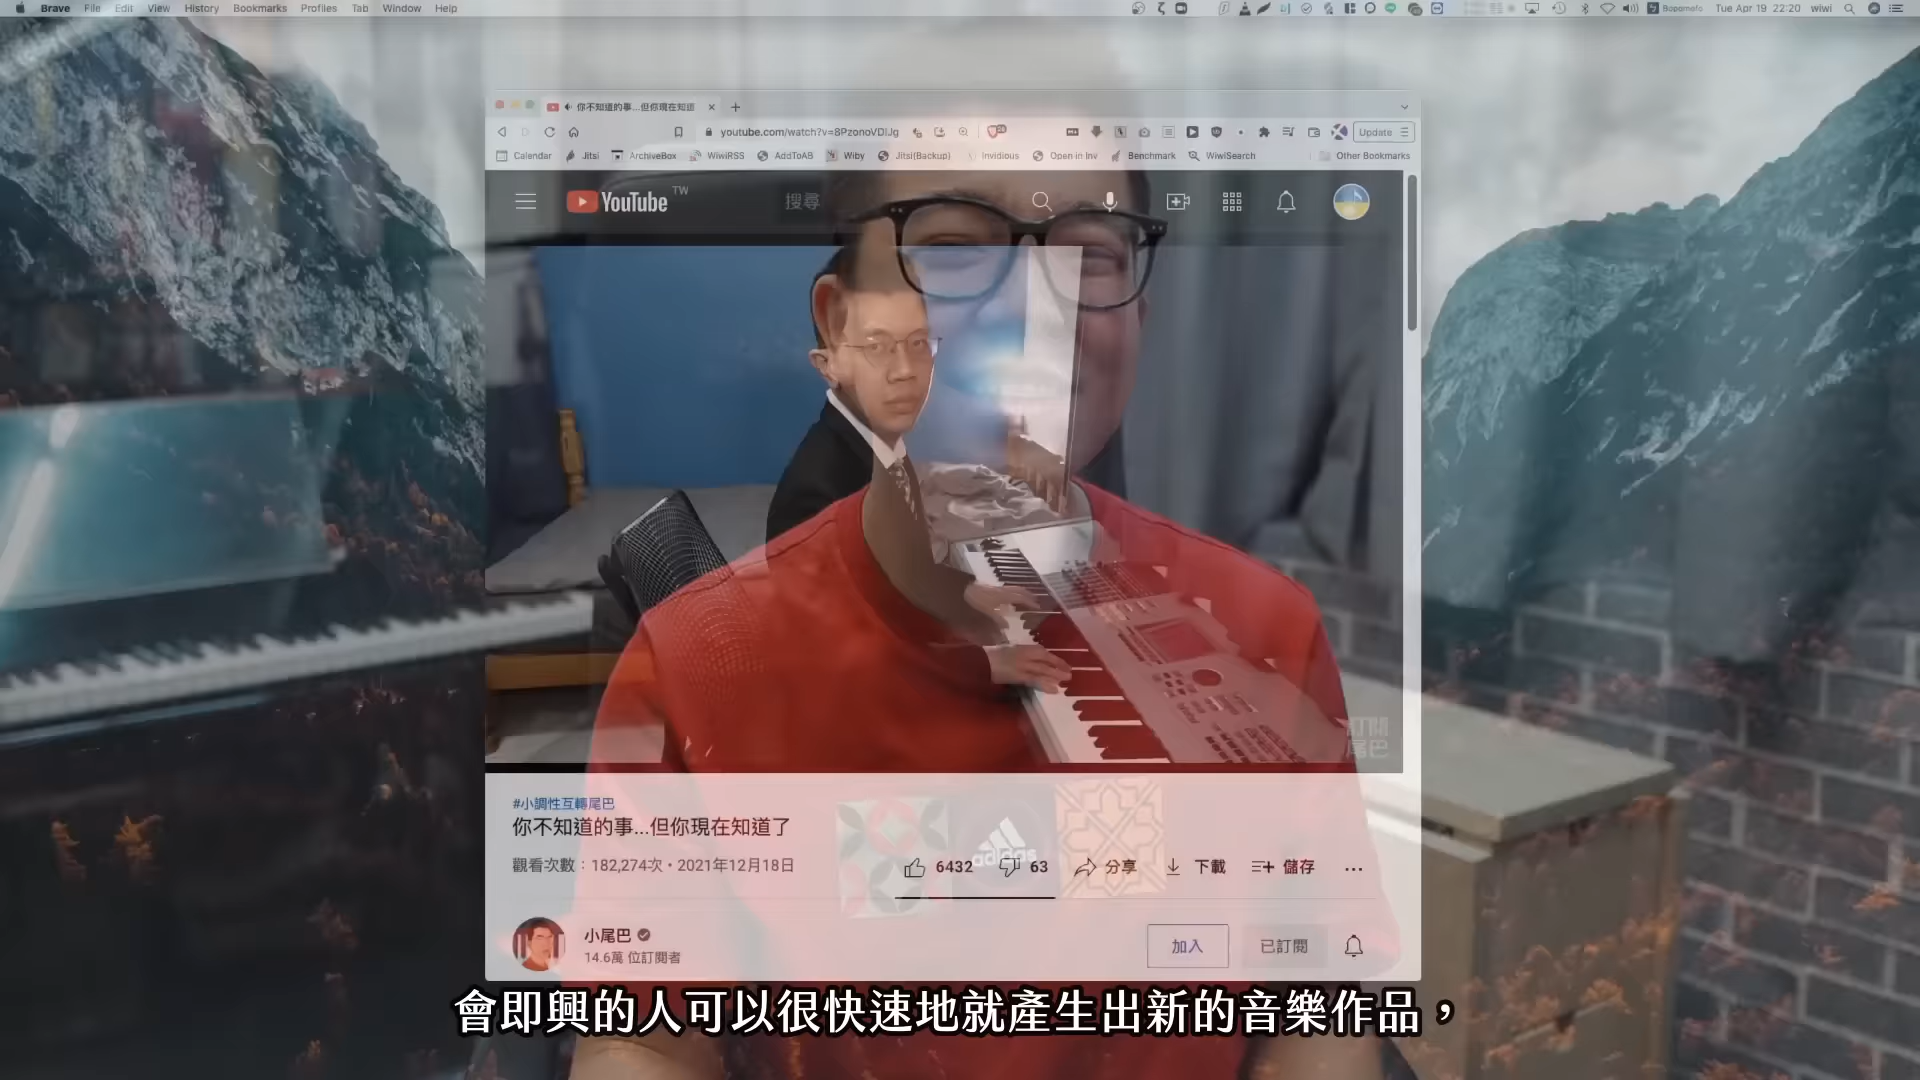 Brave File Edit View History Bookmarks Profiles Tab Window Help
Bopomofo Tue Apr 19 22:20 wiwi
你不知道的事...但你現在知道
youtube.com/watch?v=8PzonoVDlJg
Update
Calendar Jitsi ArchiveBox WiwiRSS AddToAB Wiby Jitsi(Backup) Invidious Open in Inv Benchmark WiwiSearch Other Bookmarks
YouTube TW
搜尋
訂閱
尾巴
#小調性互轉尾巴
你不知道的事...但你現在知道了
觀看次數：182,274次•2021年12月18日
6432 63 分享 下載 儲存
adidas
小尾巴
14.6萬 位訂閱者
加入 已訂閱
會即興的人可以很快速地就產生出新的音樂作品，